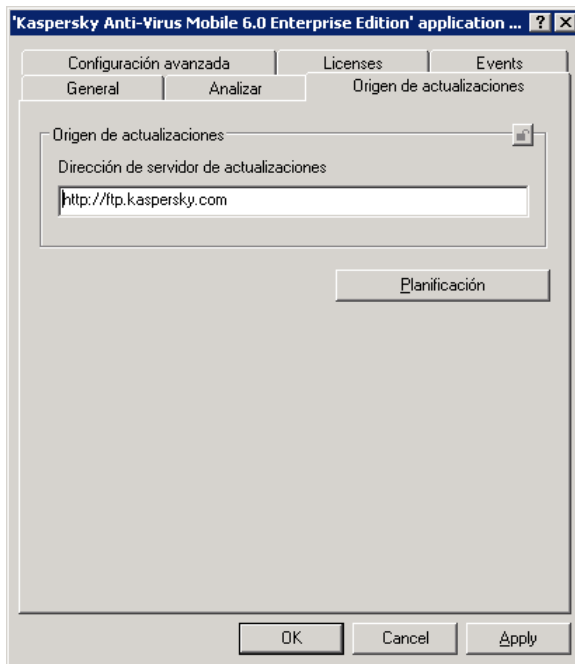 'Kaspersky Anti-Virus Mobile 6.0 Enterprise Edition' application ...
Configuración avanzada Licenses Events
General Analizar Origen de actualizaciones
Origen de actualizaciones
Dirección de servidor de actualizaciones
http://ftp.kaspersky.com
Planificación
OK Cancel Apply